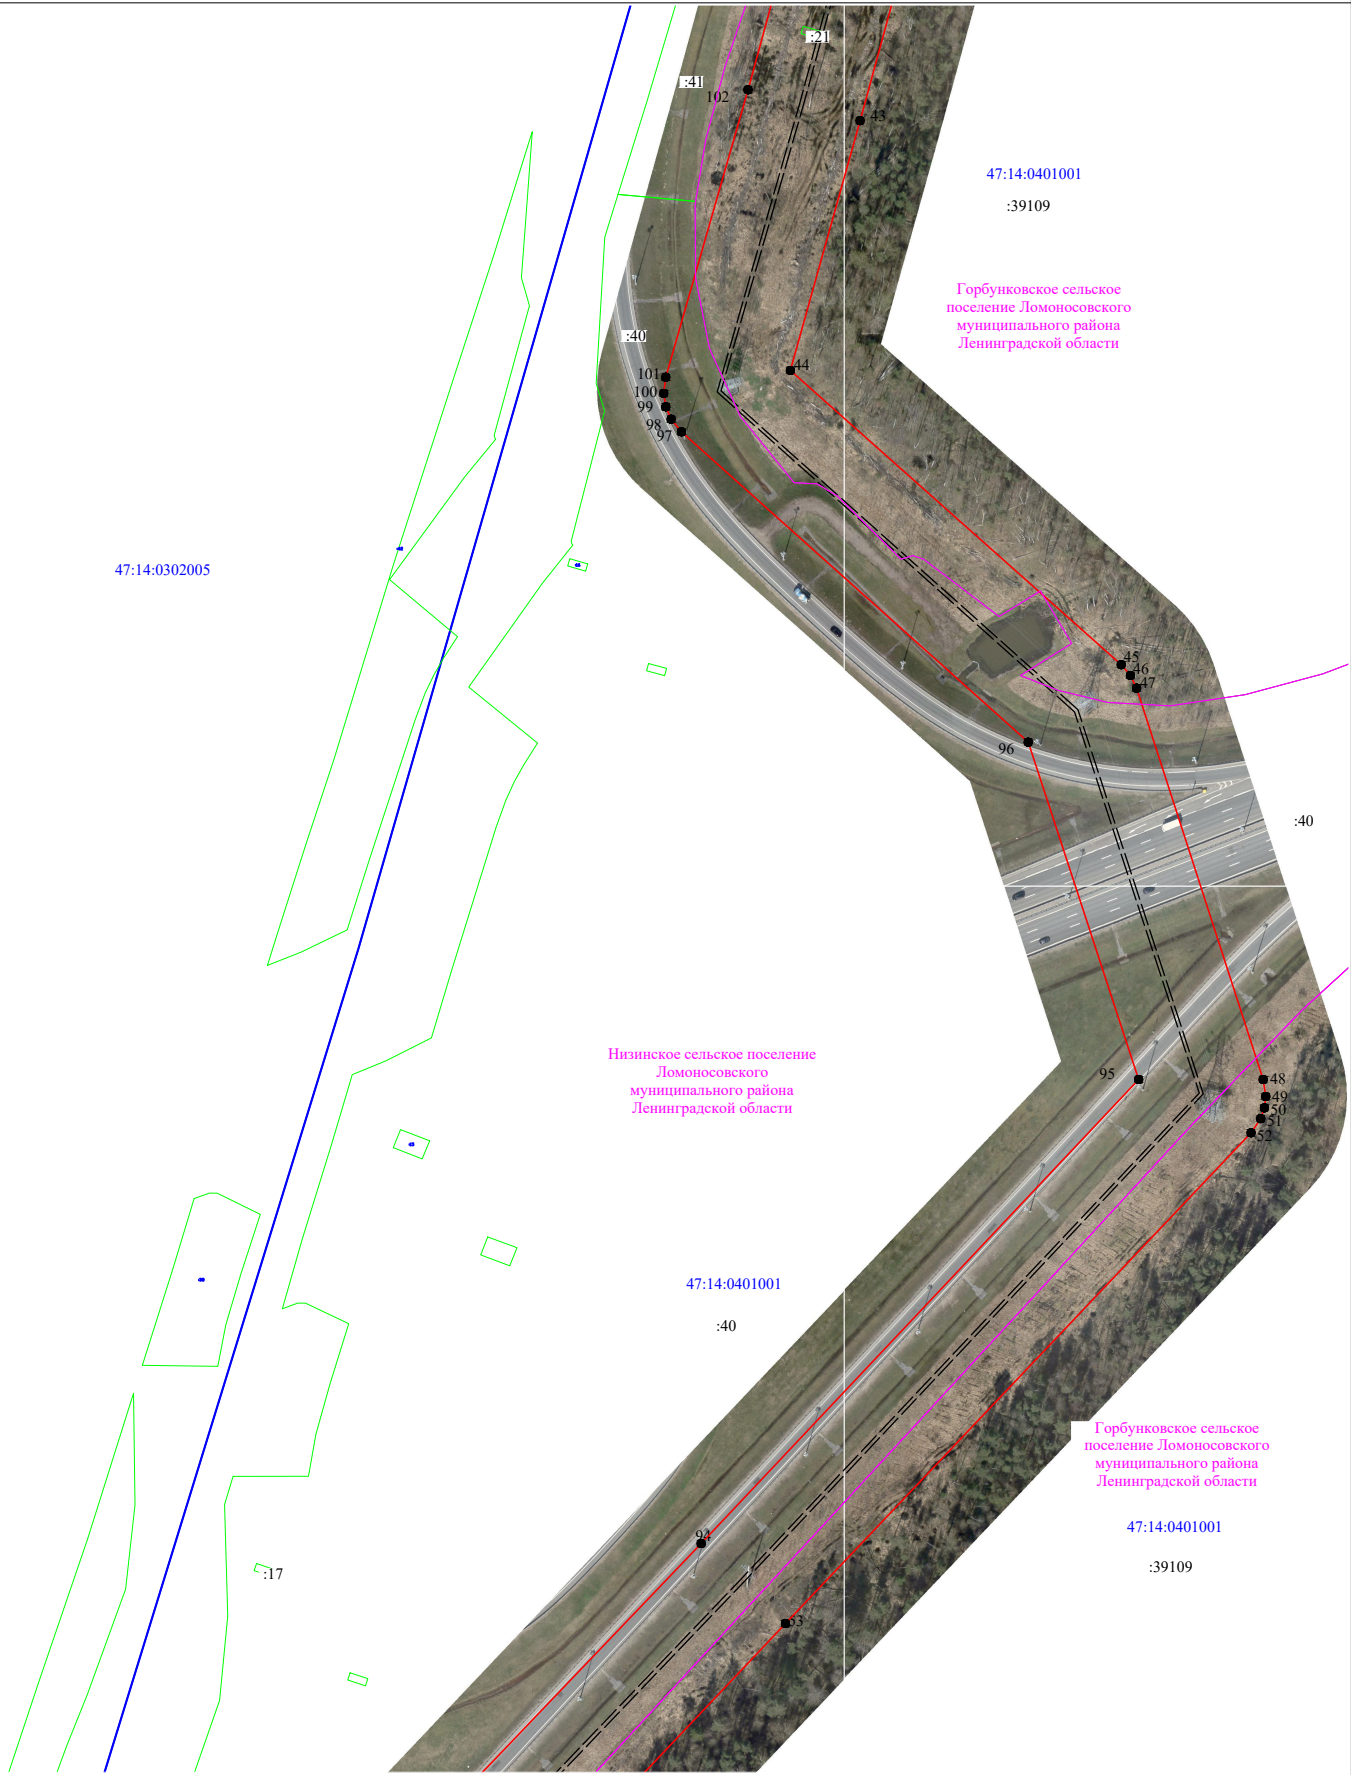 :21
:41
102
43
47:14:0401001
:39109
Горбунковское сельское
поселение Ломоносовского
муниципального района
Ленинградской области
:40
101
44
100
99
98
97
47:14:0302005
45
46
47
96
:40
Низинское сельское поселение
Ломоносовского
муниципального района
Ленинградской области
95
48
49
50
51
52
47:14:0401001
:40
Горбунковское сельское
поселение Ломоносовского
муниципального района
Ленинградской области
47:14:0401001
:39109
94
:17
53